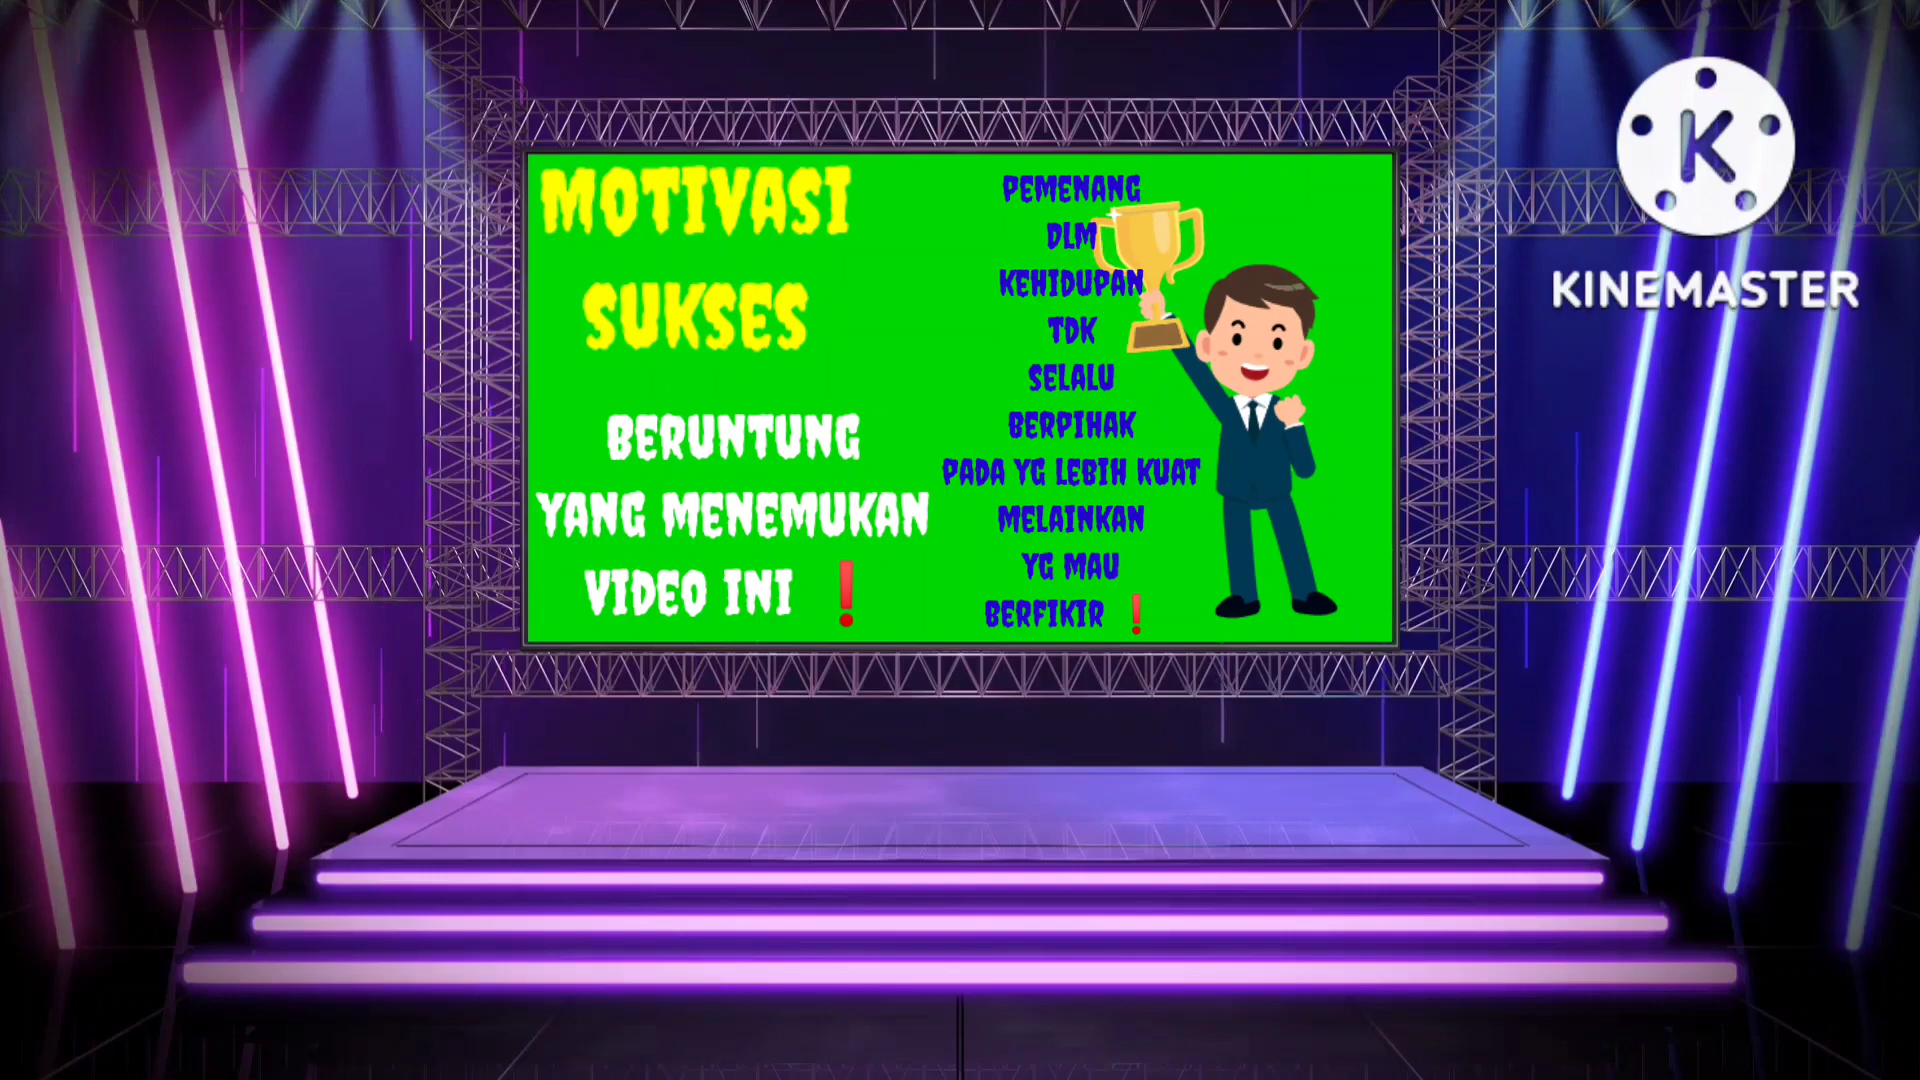 MOTIVASI
SUKSES
BERUNTUNG
YANG MENEMUKAN
VIDEO INI ❗
PEMENANG
DLM
KEHIDUPAN
TDK
SELALU
BERPIHAK
PADA YG LEBIH KUAT
MELAINKAN
YG MAU
BERFIKIR ❗
K
KINEMASTER